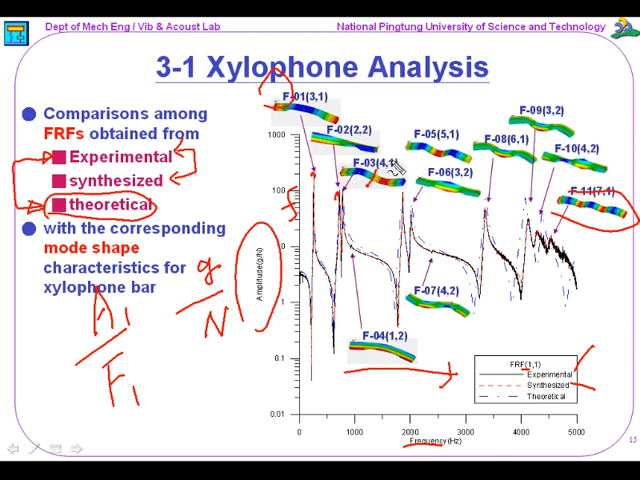 Dept of Mech Eng / Vib & Acoust Lab
National Pingtung University of Science and Technology
3-1 Xylophone Analysis
Comparisons among
FRFs obtained from
Experimental
synthesized
theoretical
with the corresponding
mode shape
characteristics for
xylophone bar
A1
F1
g
N
F-01(3,1)
F-02(2,2)
F-03(4,1)
F-04(1,2)
F-05(5,1)
F-06(3,2)
F-07(4,2)
F-08(6,1)
F-09(3,2)
F-10(4,2)
F-11(7,1)
Amplitude(g/N)
1000
100
10
1
0.1
0.01
0
1000
2000
3000
4000
5000
Frequency (Hz)
FRF(1,1)
Experimental
Synthesized
Theoretical
15